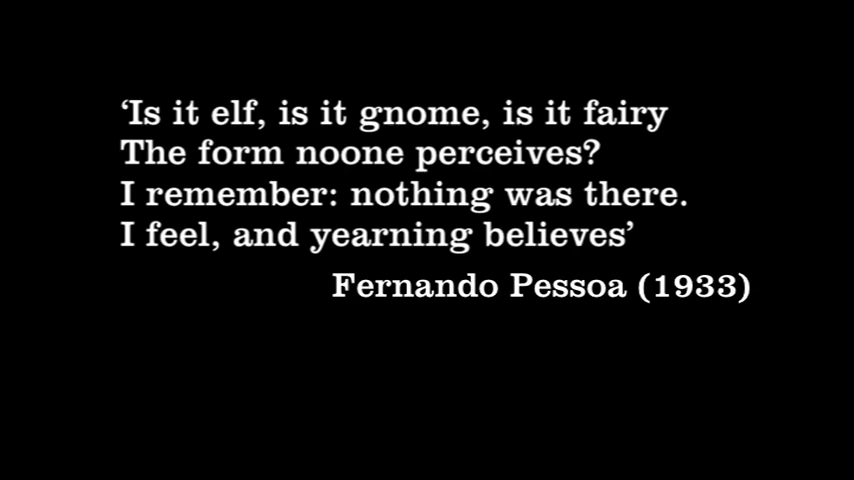 ‘Is it elf, is it gnome, is it fairy
The form noone perceives?
I remember: nothing was there.
I feel, and yearning believes’
Fernando Pessoa (1933)